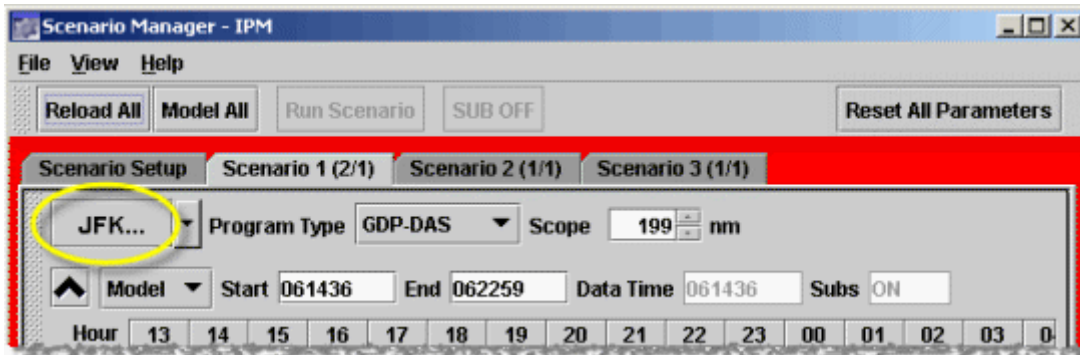 Scenario Manager - IPM
File View Help
Reload All Model All Run Scenario SUB OFF Reset All Parameters
Scenario Setup Scenario 1 (2/1) Scenario 2 (1/1) Scenario 3 (1/1)
JFK... Program Type GDP-DAS Scope 199 nm
Model Start 061436 End 062259 Data Time 061436 Subs ON
Hour 13 14 15 16 17 18 19 20 21 22 23 00 01 02 03